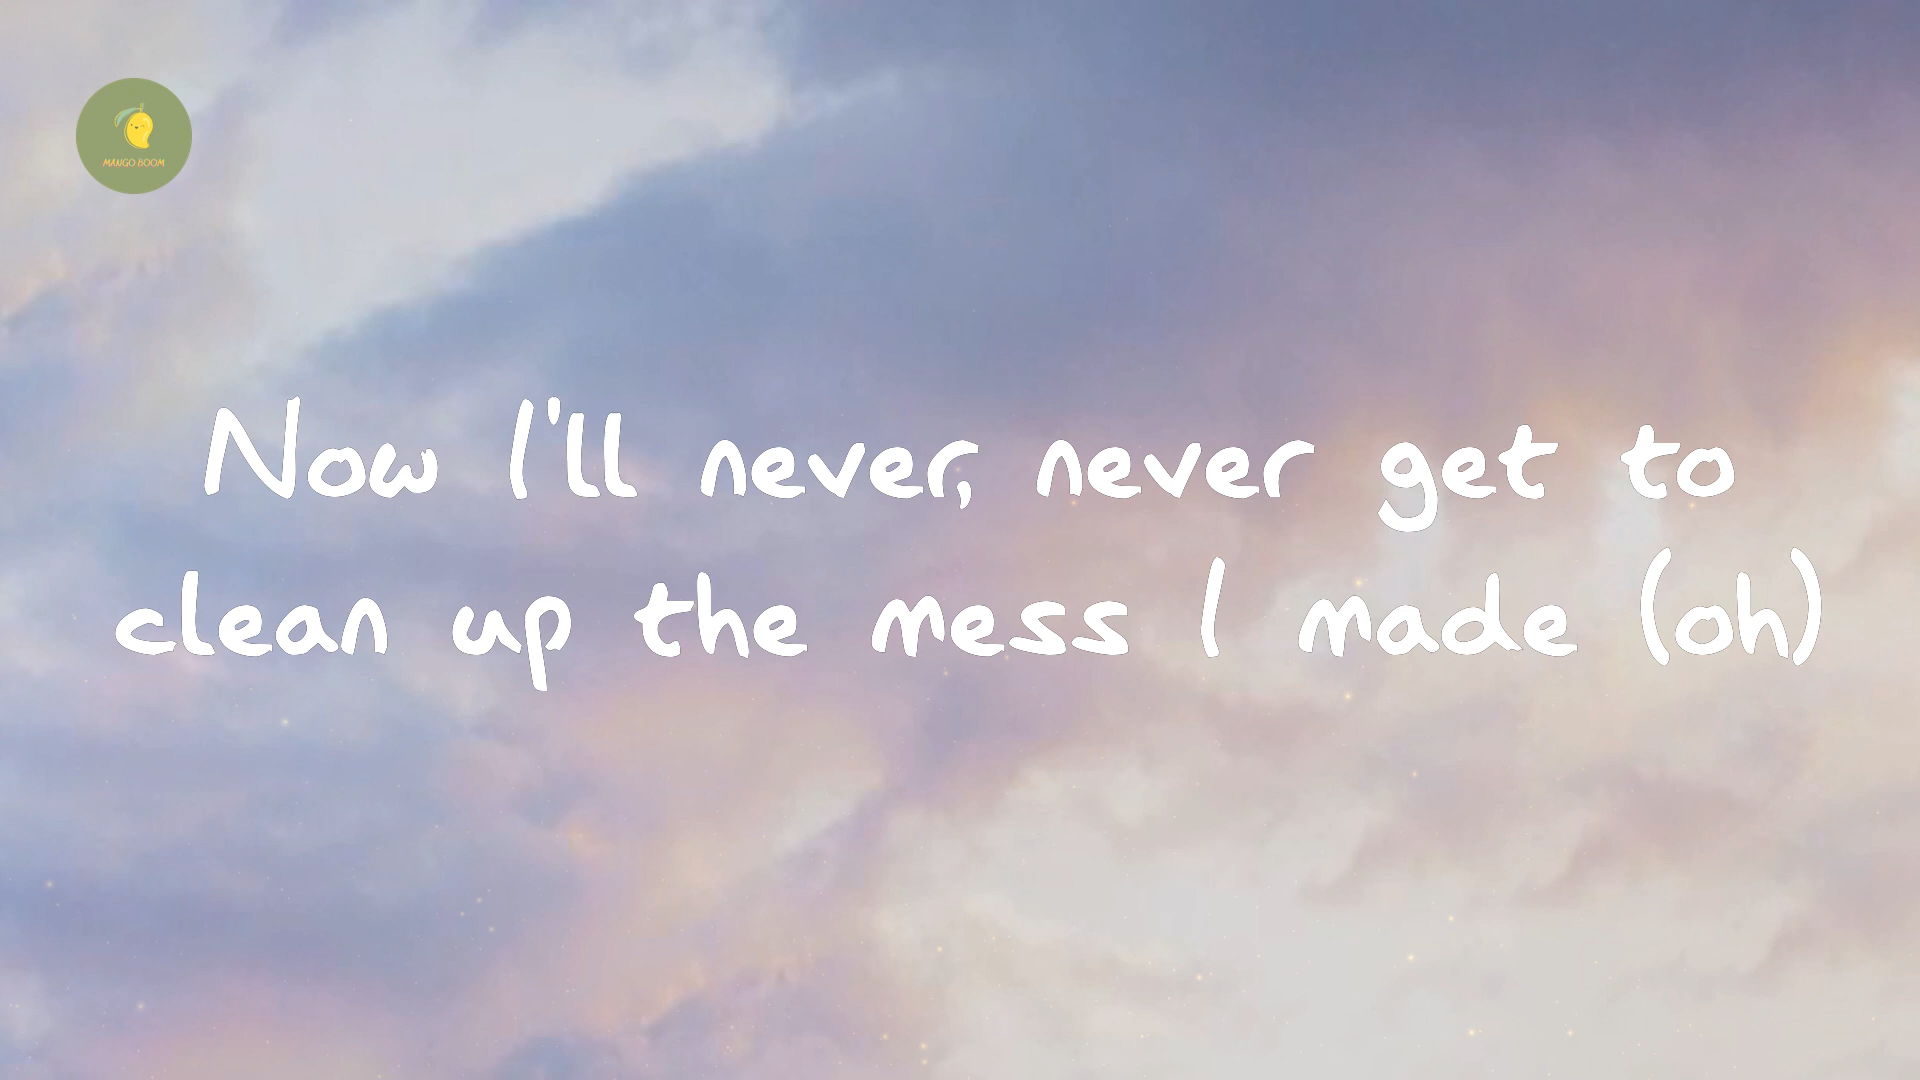 MANGO BOOM
Now I'll never, never get to
clean up the mess I made (oh)